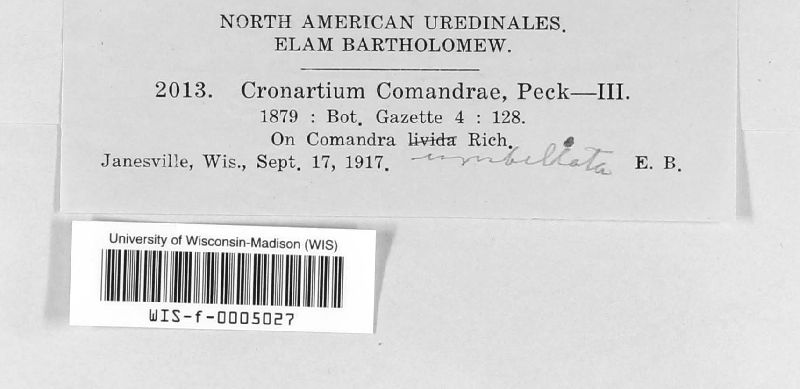 NORTH AMERICAN UREDINALES.
ELAM BARTHOLOMEW.
2013. Cronartium Comandrae, Peck—III.
1879 : Bot. Gazette 4 : 128.
On Comandra livida Rich.
umbellata
Janesville, Wis., Sept. 17, 1917. E. B.
University of Wisconsin-Madison (WIS)
WIS-f-0005027